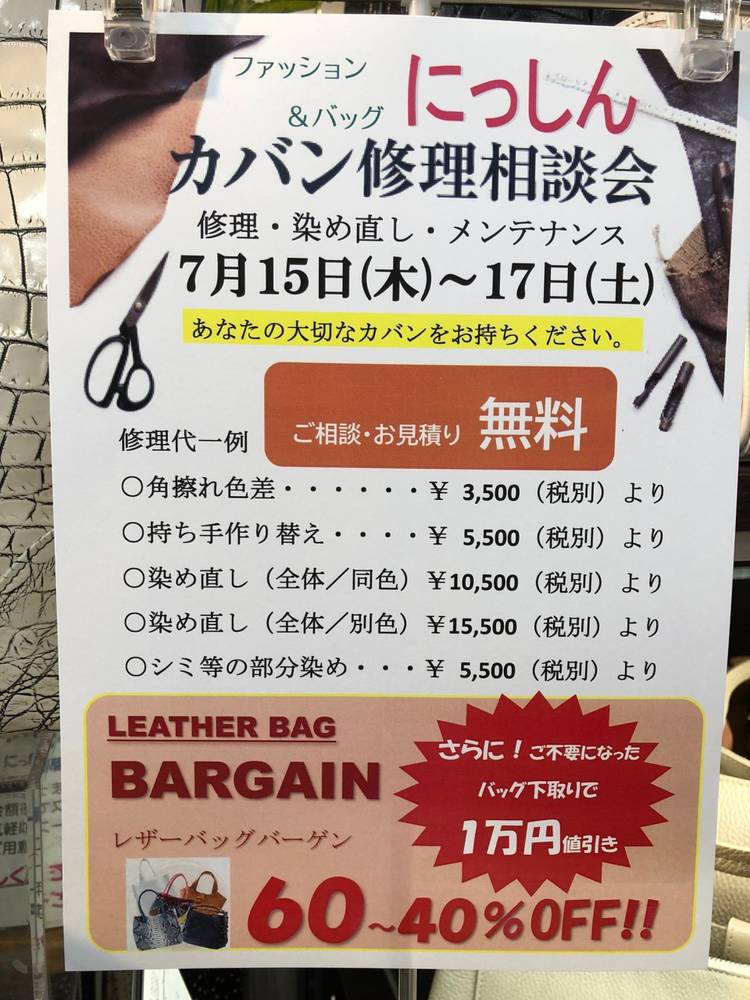 ファッション
&バッグ にっしん
カバン修理相談会
修理・染め直し・メンテナンス
7月15日(木)~17日(土)
あなたの大切なカバンをお持ちください。
ご相談・お見積り 無料
修理代一例
○角擦れ色差・・・・・・¥ 3,500 (税別) より
○持ち手作り替え・・・・¥ 5,500 (税別) より
○染め直し (全体/同色) ¥10,500 (税別) より
○染め直し (全体/別色) ¥15,500 (税別) より
○シミ等の部分染め・・・¥ 5,500 (税別) より
LEATHER BAG
BARGAIN
レザーバッグバーゲン
さらに!ご不要になった
バッグ下取りで
1万円値引き
60~40%OFF!!